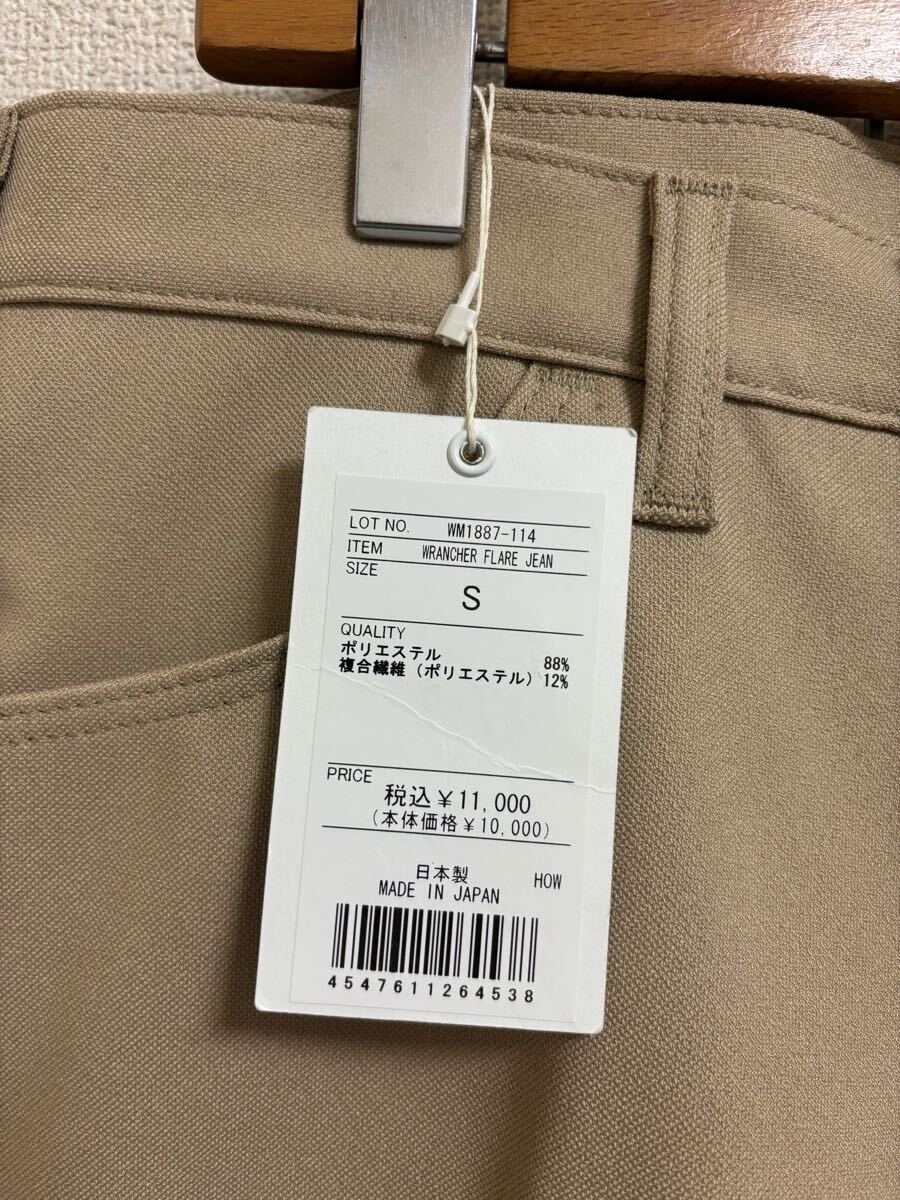 LOT NO. WM1887-114
ITEM WRANCHER FLARE JEAN
SIZE
S
QUALITY
ポリエステル 88%
複合繊維（ポリエステル）12%
PRICE
税込￥11,000
(本体価格￥10,000)
日本製 HOW
MADE IN JAPAN
4547611264538